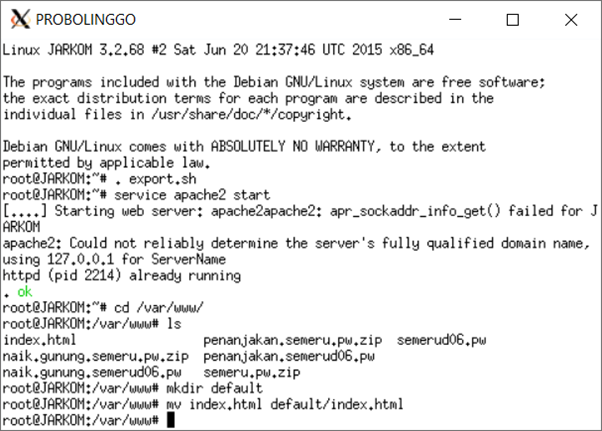 PROBOLINGGO
Linux JARKOM 3.2.68 #2 Sat Jun 20 21:37:46 UTC 2015 x86_64
The programs included with the Debian GNU/Linux system are free software;
the exact distribution terms for each program are described in the
individual files in /usr/share/doc/*/copyright.
Debian GNU/Linux comes with ABSOLUTELY NO WARRANTY, to the extent
permitted by applicable law.
root@JARKOM:~# . export.sh
root@JARKOM:~# service apache2 start
[....] Starting web server: apache2apache2: apr_sockaddr_info_get() failed for J
ARKOM
apache2: Could not reliably determine the server's fully qualified domain name,
using 127.0.0.1 for ServerName
httpd (pid 2214) already running
. ok
root@JARKOM:~# cd /var/www/
root@JARKOM:/var/www# ls
index.html penanjakan.semeru.pw.zip semerud06.pw
naik.gunung.semeru.pw.zip penanjakan.semerud06.pw
naik.gunung.semerud06.pw semeru.pw.zip
root@JARKOM:/var/www# mkdir default
root@JARKOM:/var/www# mv index.html default/index.html
root@JARKOM:/var/www#